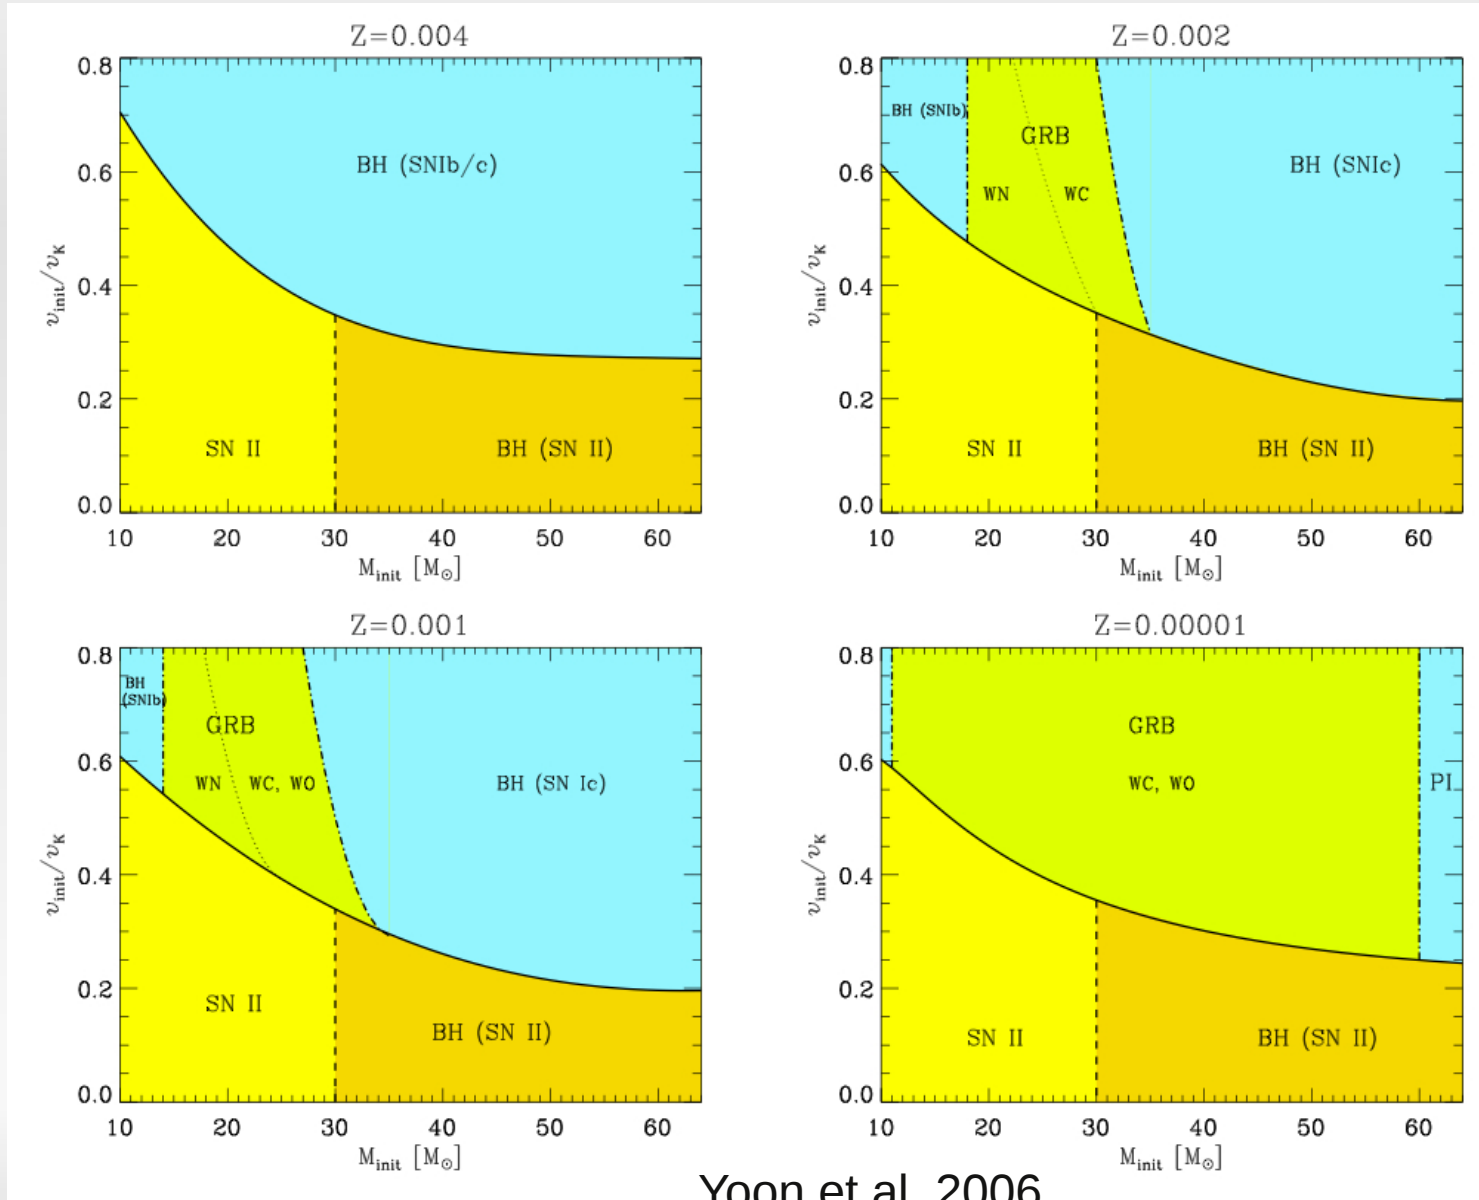 Z=0.004
0.8
0.6
0.4
0.2
0.0
v_init/v_K
BH (SNIb/c)
SN II
BH (SN II)
10 20 30 40 50 60
M_init [M_⊙]
Z=0.002
0.8
0.6
0.4
0.2
0.0
v_init/v_K
BH (SNIb)
GRB
WN WC
BH (SNIc)
SN II
BH (SN II)
10 20 30 40 50 60
M_init [M_⊙]
Z=0.001
0.8
0.6
0.4
0.2
0.0
v_init/v_K
BH
(SNIb)
GRB
WN WC, WO
BH (SN Ic)
SN II
BH (SN II)
10 20 30 40 50 60
M_init [M_⊙]
Z=0.00001
0.8
0.6
0.4
0.2
0.0
v_init/v_K
GRB
WC, WO
PI
SN II
BH (SN II)
10 20 30 40 50 60
M_init [M_⊙]
Yoon et al. 2006